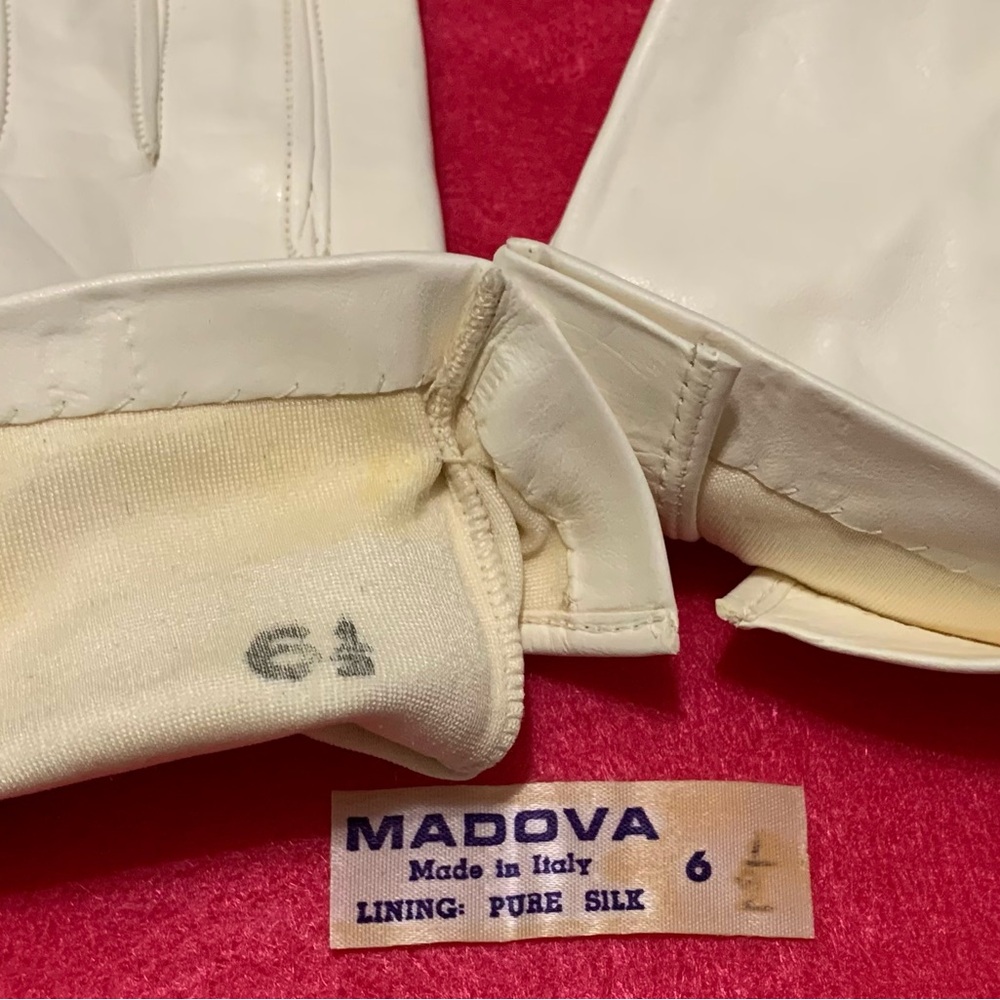 6½
MADOVA
Made in Italy 6
LINING: PURE SILK